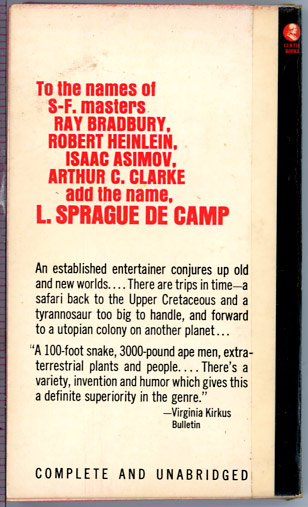 To the names of
S-F. masters
RAY BRADBURY,
ROBERT HEINLEIN,
ISAAC ASIMOV,
ARTHUR C. CLARKE
add the name,
L. SPRAGUE DE CAMP
An established entertainer conjures up old
and new worlds.... There are trips in time—a
safari back to the Upper Cretaceous and a
tyrannosaur too big to handle, and forward
to a utopian colony on another planet...
“A 100-foot snake, 3000-pound ape men, extra-
terrestrial plants and people.... There's a
variety, invention and humor which gives this
a definite superiority in the genre.”
—Virginia Kirkus
Bulletin
COMPLETE AND UNABRIDGED
CURTIS
BOOKS